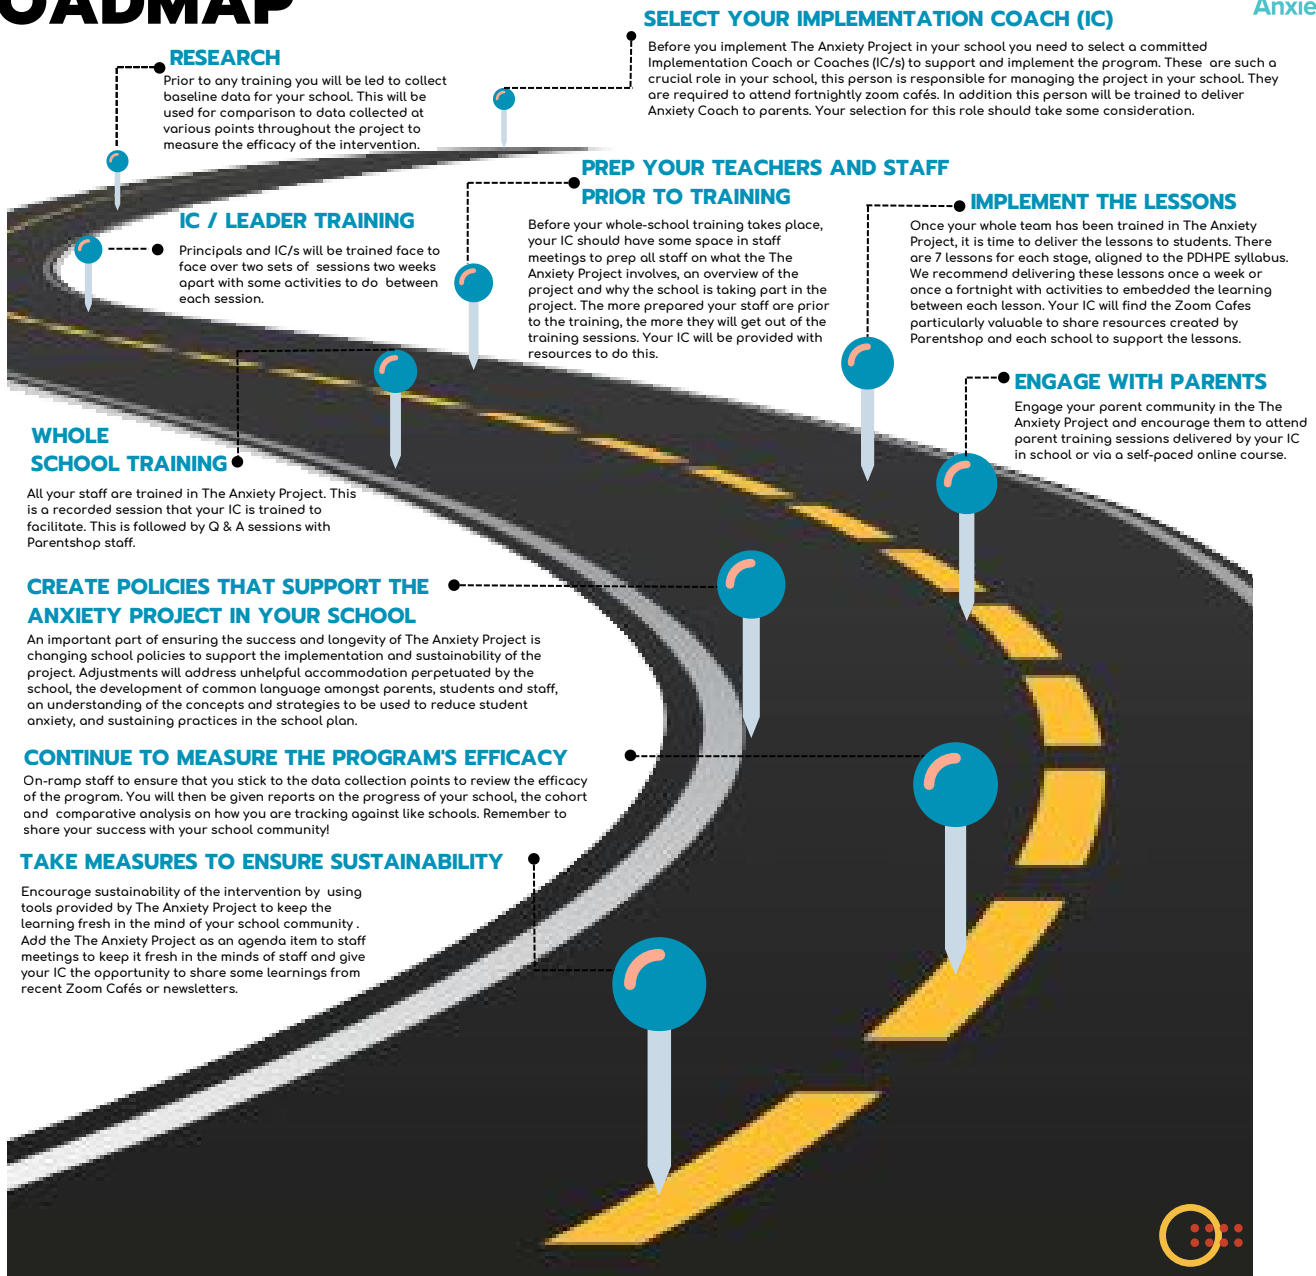 OADMAP
Anxie
SELECT YOUR IMPLEMENTATION COACH (IC)
Before you implement The Anxiety Project in your school you need to select a committed
Implementation Coach or Coaches (IC/s) to support and implement the program. These are such a
crucial role in your school, this person is responsible for managing the project in your school. They
are required to attend fortnightly zoom cafés. In addition this person will be trained to deliver
Anxiety Coach to parents. Your selection for this role should take some consideration.
RESEARCH
Prior to any training you will be led to collect
baseline data for your school. This will be
used for comparison to data collected at
various points throughout the project to
measure the efficacy of the intervention.
IC / LEADER TRAINING
Principals and IC/s will be trained face to
face over two sets of sessions two weeks
apart with some activities to do between
each session.
PREP YOUR TEACHERS AND STAFF
PRIOR TO TRAINING
Before your whole-school training takes place,
your IC should have some space in staff
meetings to prep all staff on what the The
Anxiety Project involves, an overview of the
project and why the school is taking part in the
project. The more prepared your staff are prior
to the training, the more they will get out of the
training sessions. Your IC will be provided with
resources to do this.
IMPLEMENT THE LESSONS
Once your whole team has been trained in The Anxiety
Project, it is time to deliver the lessons to students. There
are 7 lessons for each stage, aligned to the PDHPE syllabus.
We recommend delivering these lessons once a week or
once a fortnight with activities to embedded the learning
between each lesson. Your IC will find the Zoom Cafes
particularly valuable to share resources created by
Parentshop and each school to support the lessons.
ENGAGE WITH PARENTS
Engage your parent community in the The
Anxiety Project and encourage them to attend
parent training sessions delivered by your IC
in school or via a self-paced online course.
WHOLE
SCHOOL TRAINING
All your staff are trained in The Anxiety Project. This
is a recorded session that your IC is trained to
facilitate. This is followed by Q & A sessions with
Parentshop staff.
CREATE POLICIES THAT SUPPORT THE
ANXIETY PROJECT IN YOUR SCHOOL
An important part of ensuring the success and longevity of The Anxiety Project is
changing school policies to support the implementation and sustainability of the
project. Adjustments will address unhelpful accommodation perpetuated by the
school, the development of common language amongst parents, students and staff,
an understanding of the concepts and strategies to be used to reduce student
anxiety, and sustaining practices in the school plan.
CONTINUE TO MEASURE THE PROGRAM'S EFFICACY
On-ramp staff to ensure that you stick to the data collection points to review the efficacy
of the program. You will then be given reports on the progress of your school, the cohort
and comparative analysis on how you are tracking against like schools. Remember to
share your success with your school community!
TAKE MEASURES TO ENSURE SUSTAINABILITY
Encourage sustainability of the intervention by using
tools provided by The Anxiety Project to keep the
learning fresh in the mind of your school community .
Add the The Anxiety Project as an agenda item to staff
meetings to keep it fresh in the minds of staff and give
your IC the opportunity to share some learnings from
recent Zoom Cafés or newsletters.